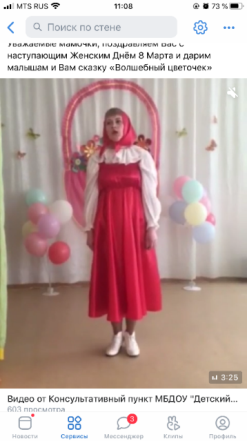 MTS RUS 11:08 73 %
Поиск по стене
Уважаемые мамочки, поздравляем Вас с
наступающим Женским Днём 8 Марта и дарим
малышам и Вам сказку «Волшебный цветочек»
3:25
Видео от Консультативный пункт МБДОУ "Детский...
603 просмотра
3
Новости Сервисы Мессенджер Клипы Профиль